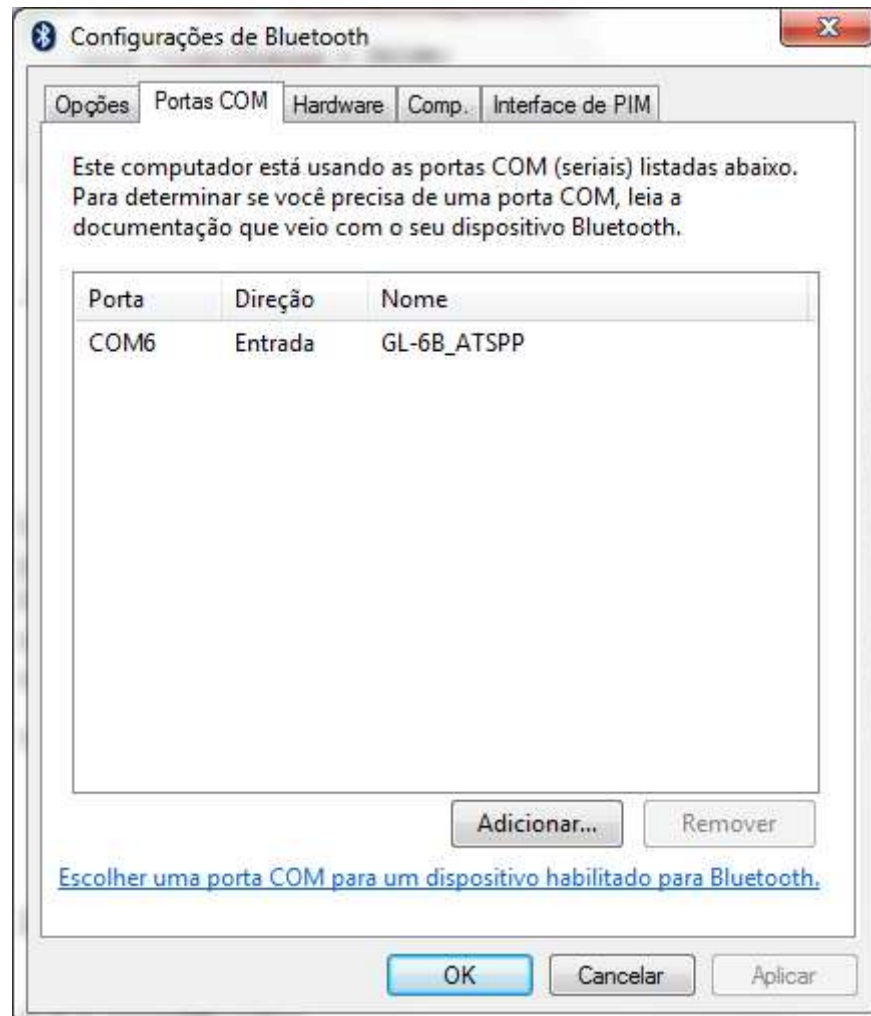 Configurações de Bluetooth
Opções Portas COM Hardware Comp. Interface de PIM
Este computador está usando as portas COM (seriais) listadas abaixo.
Para determinar se você precisa de uma porta COM, leia a
documentação que veio com o seu dispositivo Bluetooth.
Porta Direção Nome
COM6 Entrada GL-6B_ATSPP
Adicionar... Remover
Escolher uma porta COM para um dispositivo habilitado para Bluetooth.
OK Cancelar Aplicar